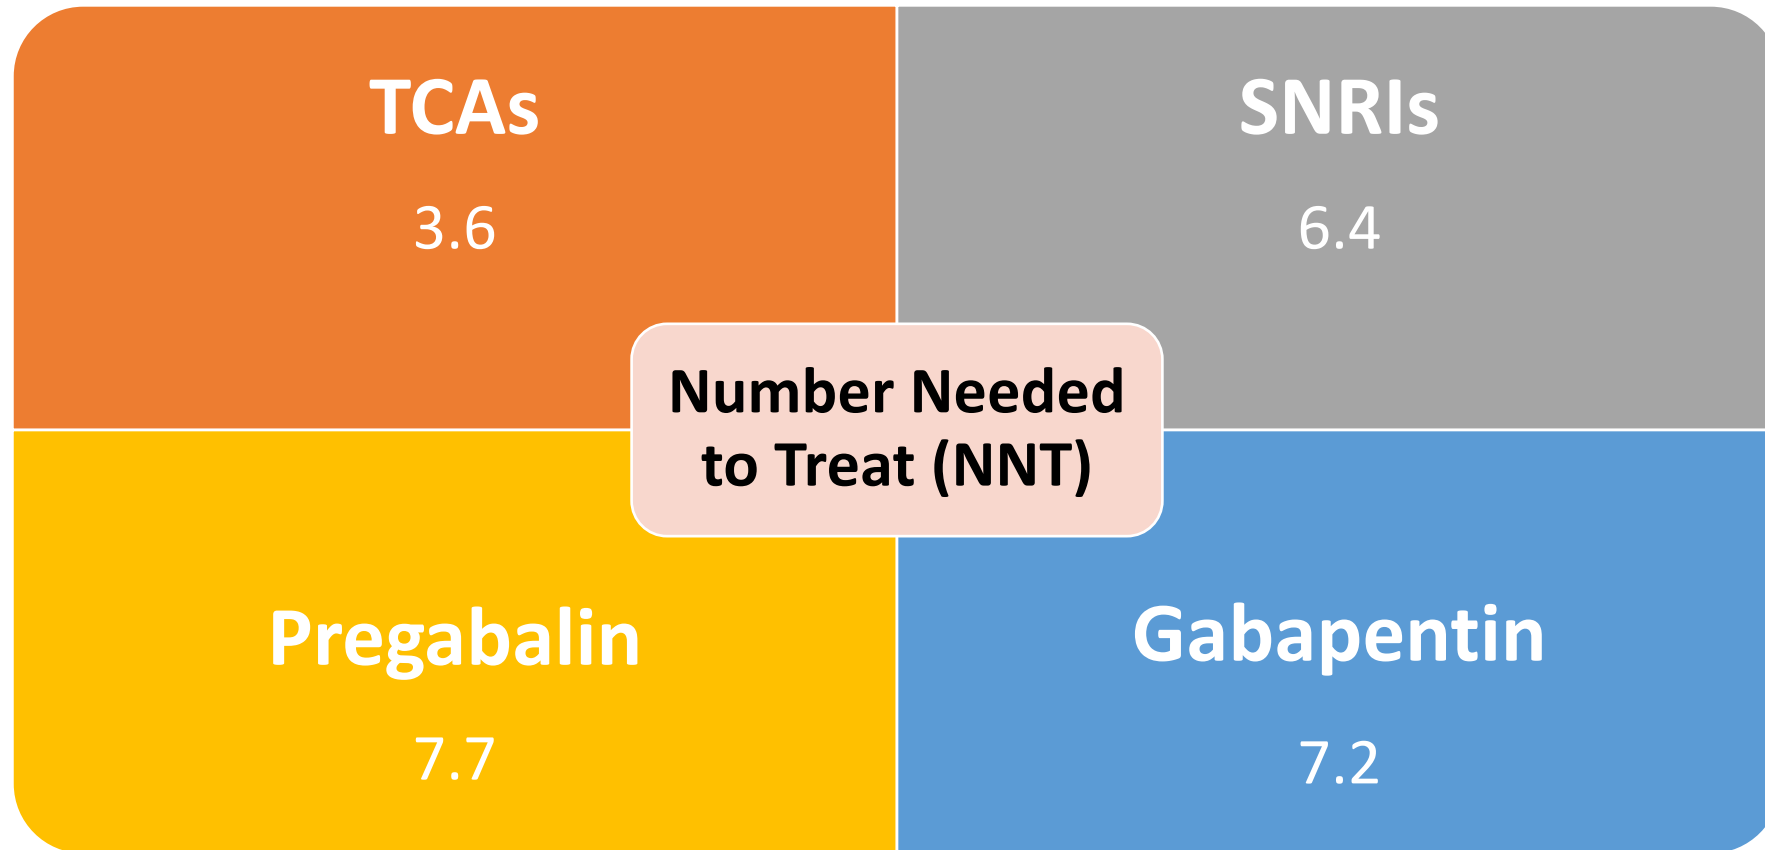 TCAs
3.6
SNRIs
6.4
Number Needed
to Treat (NNT)
Pregabalin
7.7
Gabapentin
7.2